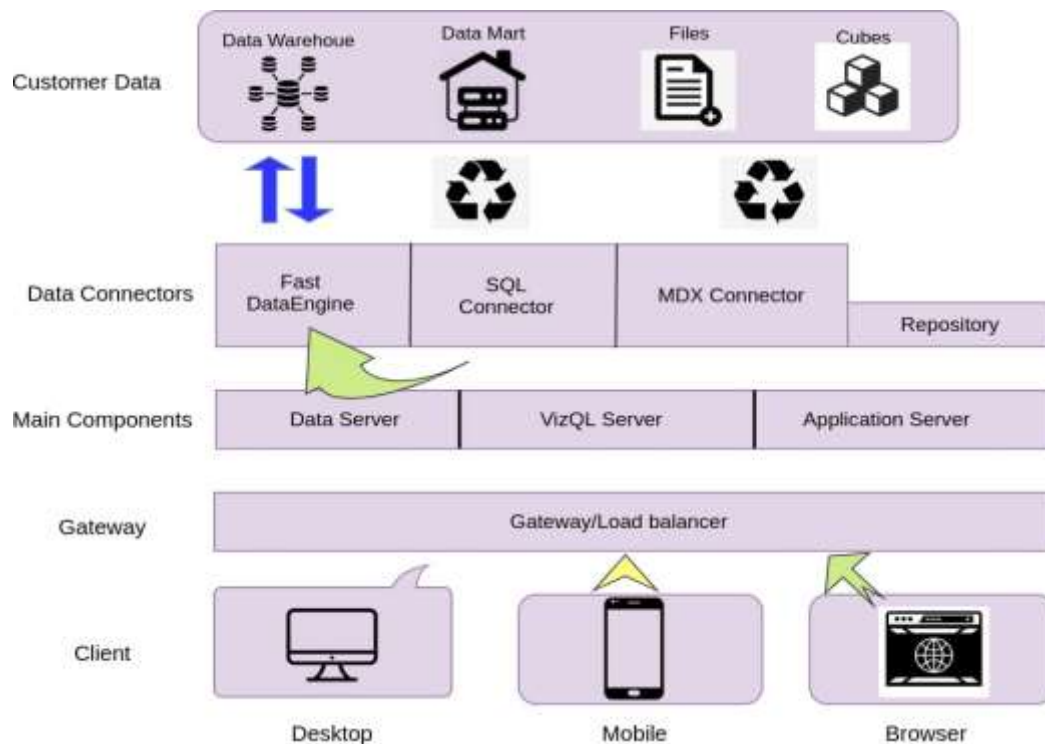 Data Warehoue
Data Mart
Files
Cubes
Customer Data
Data Connectors
Fast
DataEngine
SQL
Connector
MDX Connector
Repository
Main Components
Data Server
VizQL Server
Application Server
Gateway
Gateway/Load balancer
Client
Desktop
Mobile
Browser